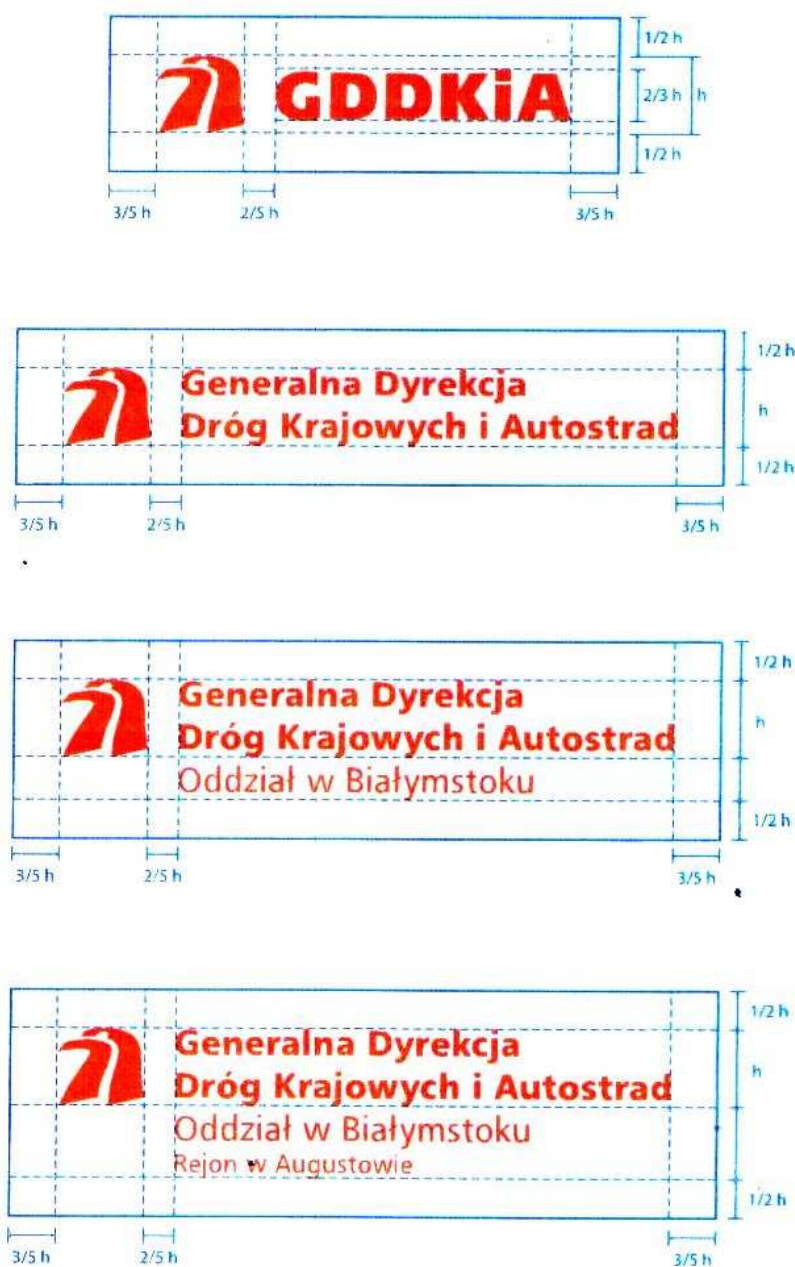 1/2 h
GDDKiA
2/3 h
h
1/2 h
3/5 h
2/5 h
3/5 h
1/2 h
Generalna Dyrekcja
Dróg Krajowych i Autostrad
h
1/2 h
3/5 h
2/5 h
3/5 h
1/2 h
Generalna Dyrekcja
Dróg Krajowych i Autostrad
h
Oddział w Białymstoku
1/2 h
3/5 h
2/5 h
3/5 h
1/2 h
Generalna Dyrekcja
Dróg Krajowych i Autostrad
h
Oddział w Białymstoku
Rejon w Augustowie
1/2 h
3/5 h
2/5 h
3/5 h